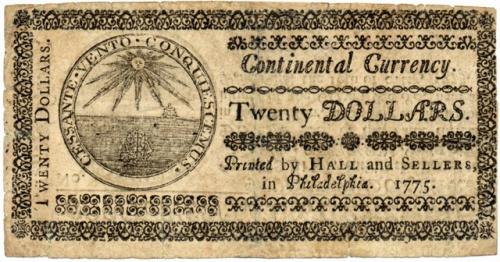 TWENTY DOLLARS.
CESSANTE · VENTO · CONQUIESCEMUS ·
Continental Currency.
Twenty DOLLARS.
Printed by HALL and SELLERS,
in Philadelphia. 1775.